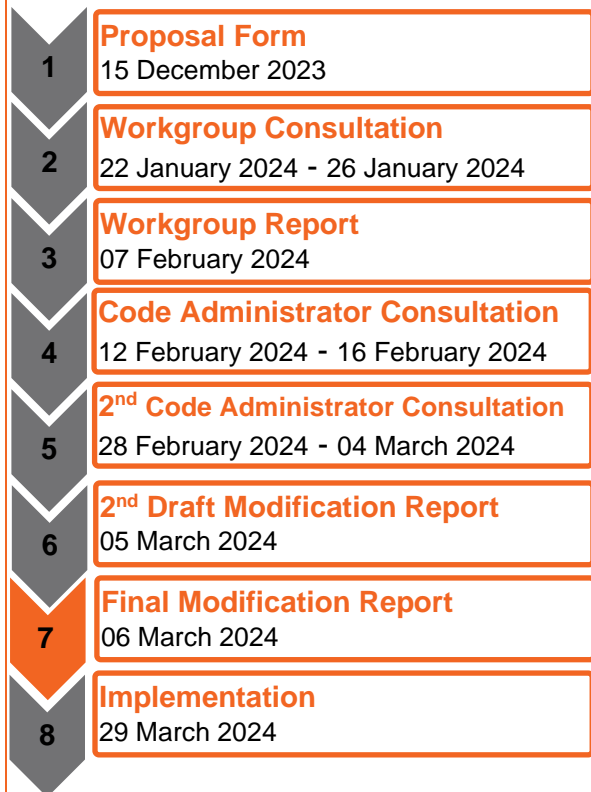 1
Proposal Form
15 December 2023
2
Workgroup Consultation
22 January 2024 - 26 January 2024
3
Workgroup Report
07 February 2024
4
Code Administrator Consultation
12 February 2024 - 16 February 2024
5
2nd Code Administrator Consultation
28 February 2024 - 04 March 2024
6
2nd Draft Modification Report
05 March 2024
7
Final Modification Report
06 March 2024
8
Implementation
29 March 2024